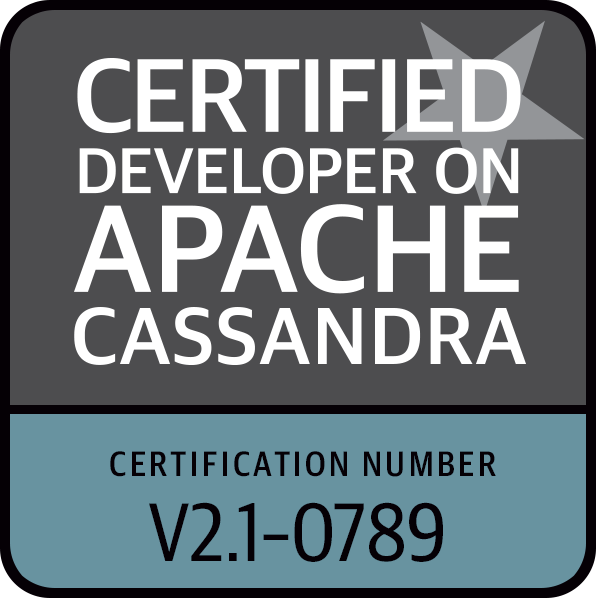 CERTIFIED
DEVELOPER ON
APACHE
CASSANDRA
CERTIFICATION NUMBER
V2.1-0789